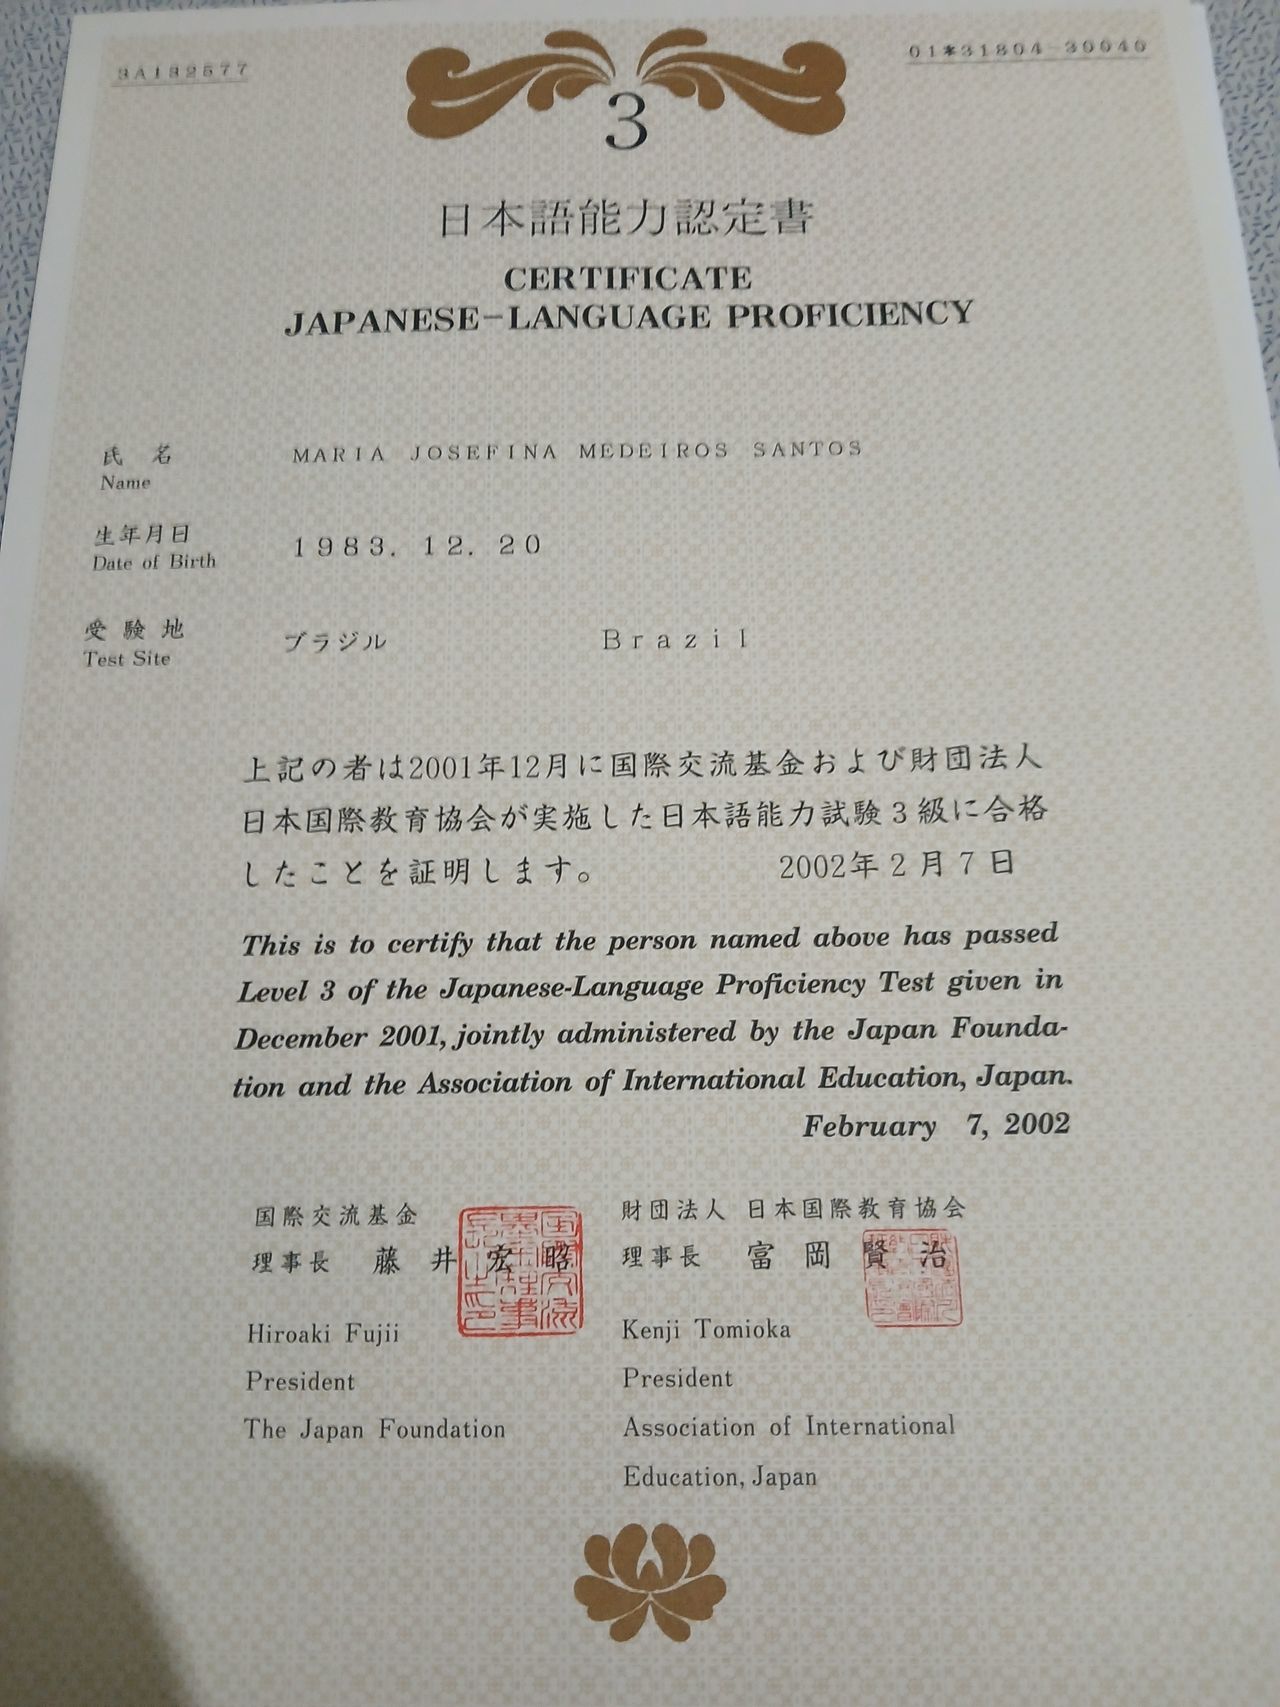 3A132577
01*31804-30040
3
日本語能力認定書
CERTIFICATE
JAPANESE-LANGUAGE PROFICIENCY
氏 名
Name
MARIA JOSEFINA MEDEIROS SANTOS
生年月日
Date of Birth
1983. 12. 20
受験地
Test Site
ブラジル Brazil
上記の者は2001年12月に国際交流基金および財団法人
日本国際教育協会が実施した日本語能力試験3級に合格
したことを証明します。 2002年2月7日
This is to certify that the person named above has passed
Level 3 of the Japanese-Language Proficiency Test given in
December 2001, jointly administered by the Japan Founda-
tion and the Association of International Education, Japan.
February 7, 2002
国際交流基金
理事長 藤井宏昭
Hiroaki Fujii
President
The Japan Foundation
財団法人 日本国際教育協会
理事長 富岡賢治
Kenji Tomioka
President
Association of International
Education, Japan